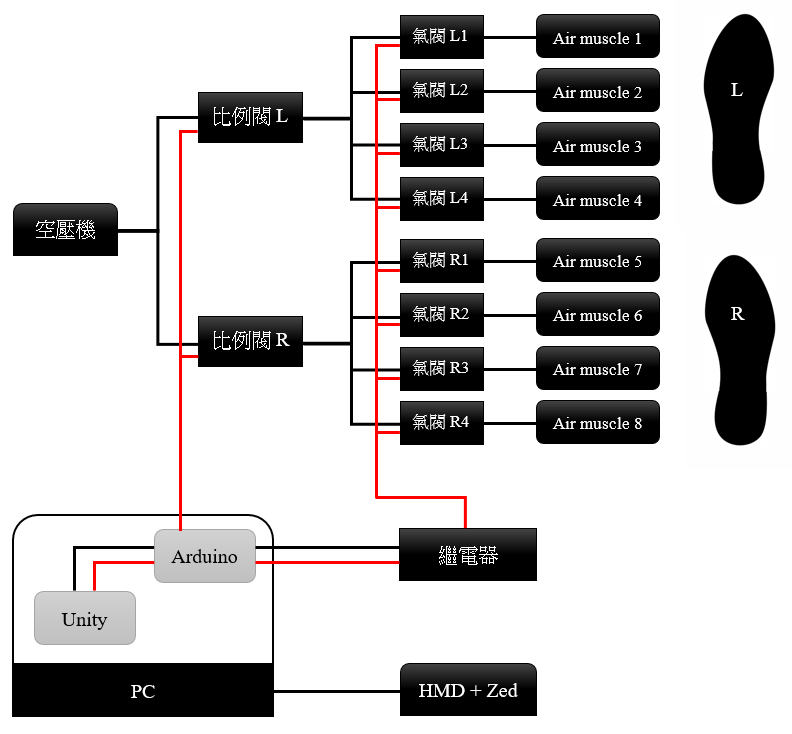 氣閥 L1
Air muscle 1
氣閥 L2
Air muscle 2
L
比例閥 L
氣閥 L3
Air muscle 3
氣閥 L4
Air muscle 4
空壓機
氣閥 R1
Air muscle 5
氣閥 R2
Air muscle 6
R
比例閥 R
氣閥 R3
Air muscle 7
氣閥 R4
Air muscle 8
Arduino
繼電器
Unity
PC
HMD + Zed